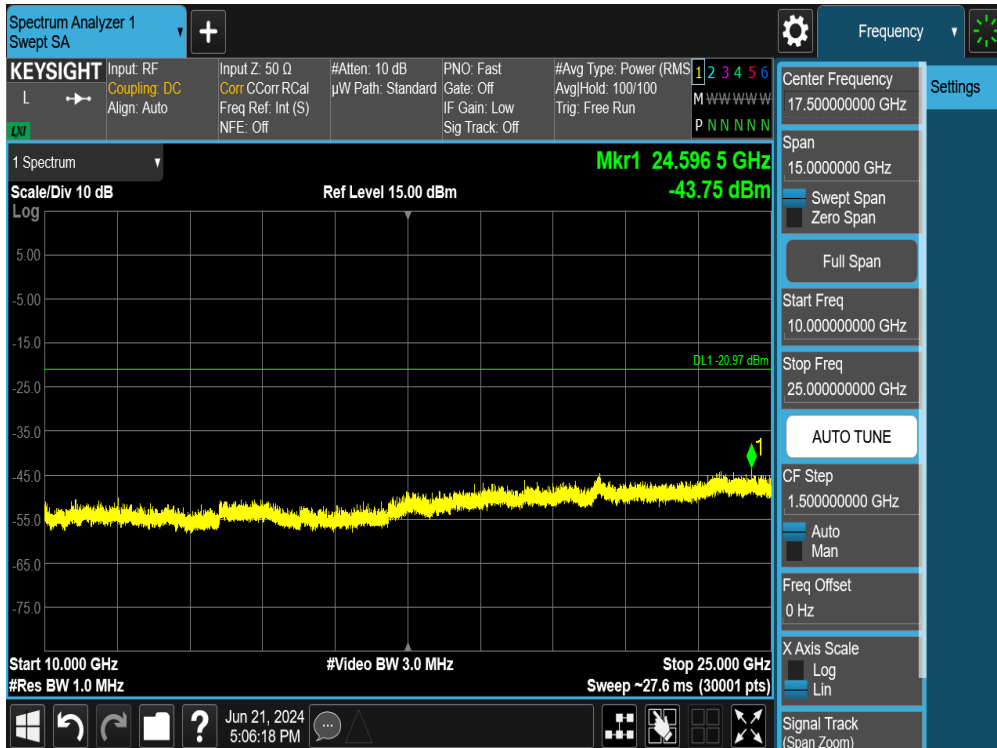 Spectrum Analyzer 1
Swept SA
+
Frequency
KEYSIGHT
L
LXI
Input: RF
Coupling: DC
Align: Auto
Input Z: 50 Ω
Corr CCorr RCal
Freq Ref: Int (S)
NFE: Off
#Atten: 10 dB
µW Path: Standard
PNO: Fast
Gate: Off
IF Gain: Low
Sig Track: Off
#Avg Type: Power (RMS
Avg|Hold: 100/100
Trig: Free Run
1 2 3 4 5 6
M W W W W W
P N N N N N
1 Spectrum
Mkr1 24.596 5 GHz
-43.75 dBm
Scale/Div 10 dB
Ref Level 15.00 dBm
Log
5.00
-5.00
-15.0
-25.0
-35.0
-45.0
-55.0
-65.0
-75.0
DL1 -20.97 dBm
1
Start 10.000 GHz
#Video BW 3.0 MHz
Stop 25.000 GHz
#Res BW 1.0 MHz
Sweep ~27.6 ms (30001 pts)
Center Frequency
17.500000000 GHz
Span
15.0000000 GHz
Swept Span
Zero Span
Full Span
Start Freq
10.000000000 GHz
Stop Freq
25.000000000 GHz
AUTO TUNE
CF Step
1.500000000 GHz
Auto
Man
Freq Offset
0 Hz
X Axis Scale
Log
Lin
Signal Track
(Span Zoom)
Settings
?
Jun 21, 2024
5:06:18 PM